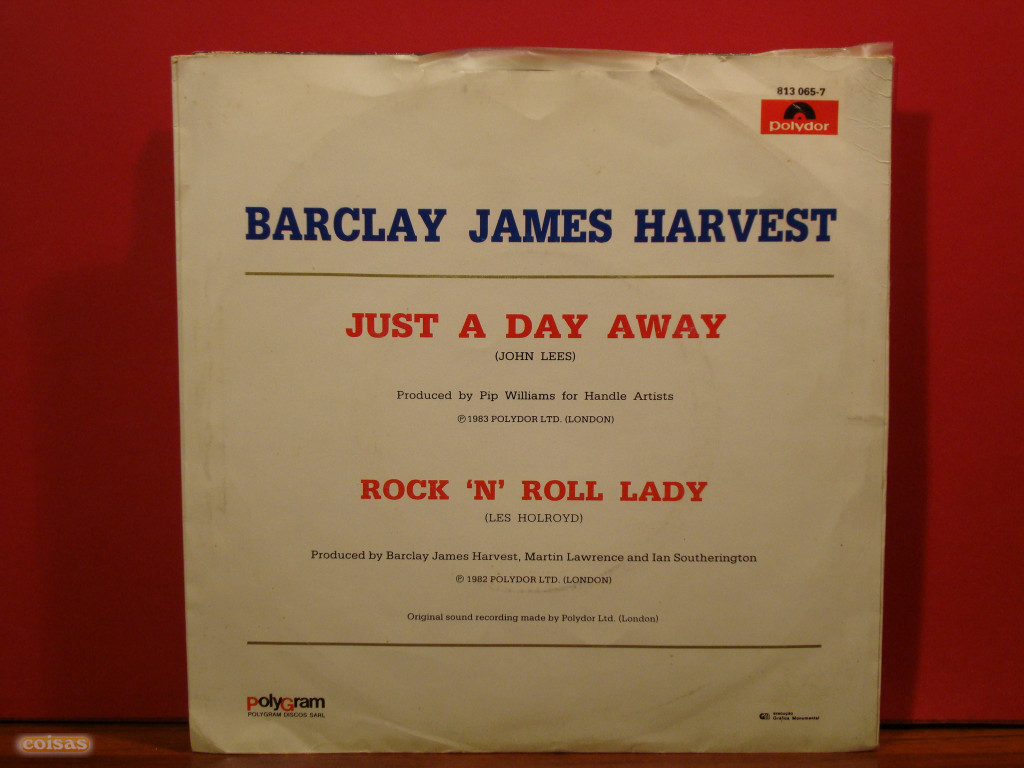 813 065-7
polydor
BARCLAY JAMES HARVEST
JUST A DAY AWAY
(JOHN LEES)
Produced by Pip Williams for Handle Artists
℗ 1983 POLYDOR LTD. (LONDON)
ROCK ‘N’ ROLL LADY
(LES HOLROYD)
Produced by Barclay James Harvest, Martin Lawrence and Ian Southerington
℗ 1982 POLYDOR LTD. (LONDON)
Original sound recording made by Polydor Ltd. (London)
PolyGram
POLYGRAM DISCOS SARL
Gráfica Monumental
coisas